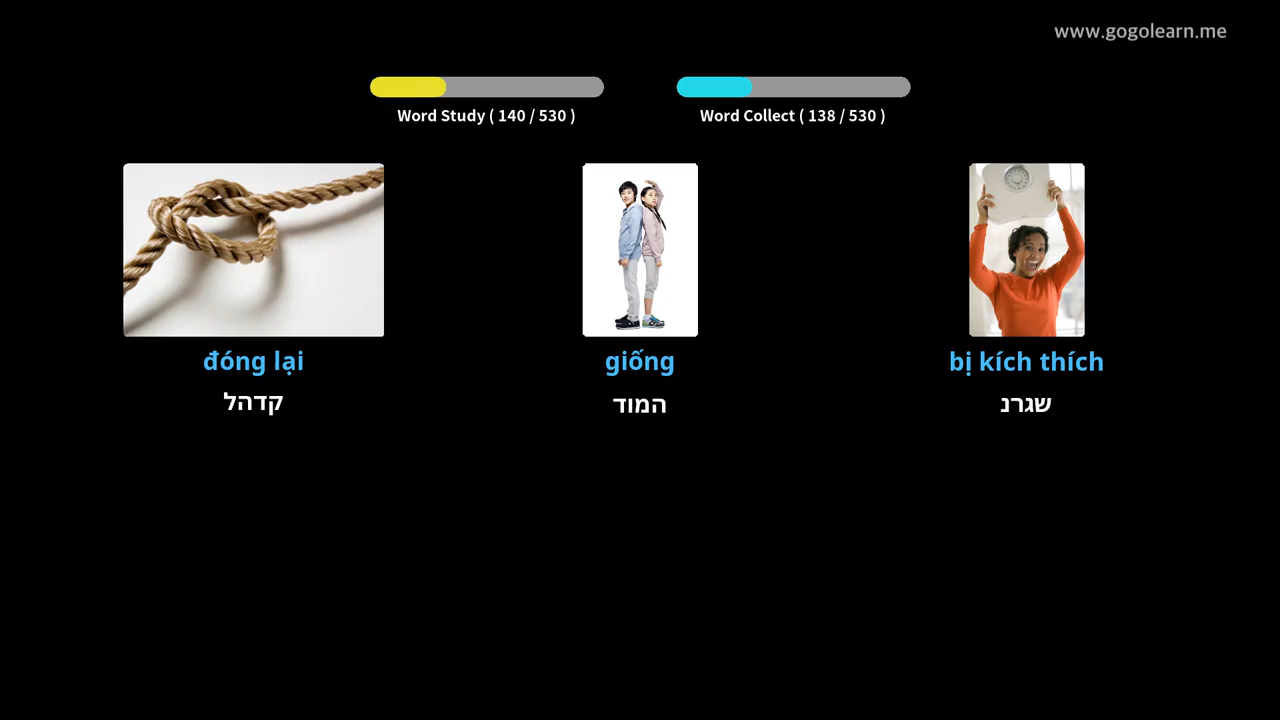 www.gogolearn.me
Word Study ( 140 / 530 )
Word Collect ( 138 / 530 )
đóng lại
קדהל
giống
המוד
bị kích thích
שגרנ